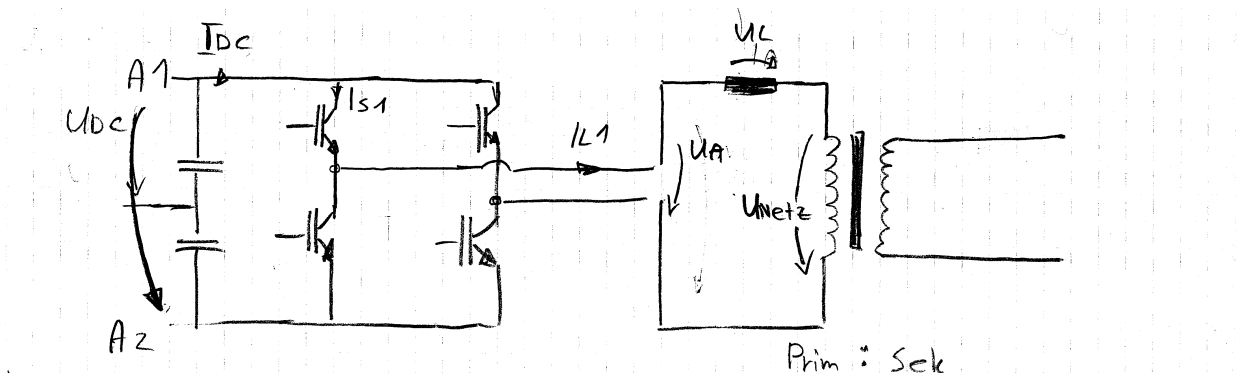 IDC
A1
UDC
IS1
IL1
UA
UL
UNetz
A2
Prim : Sek